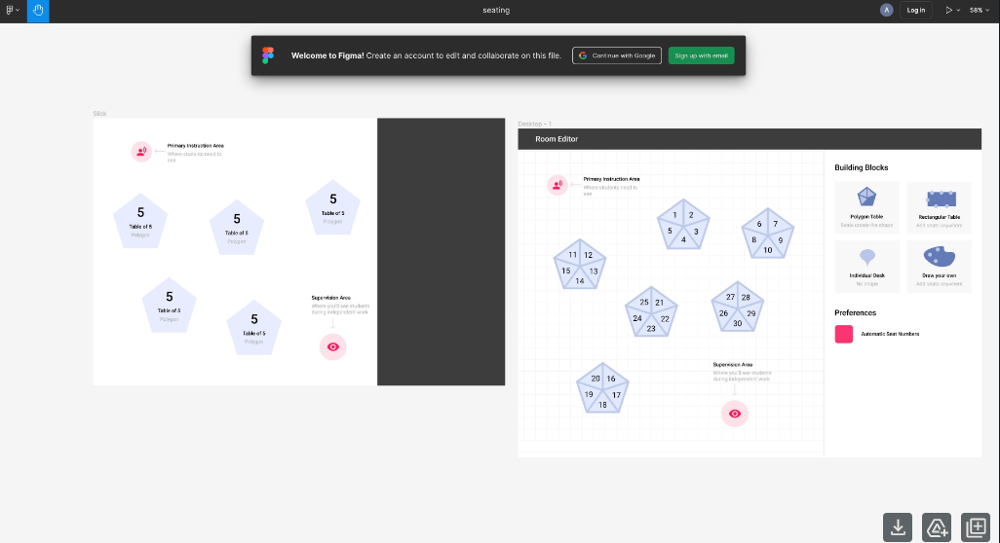 seating
A
Log in
58%
Welcome to Figma! Create an account to edit and collaborate on this file.
Continue with Google
Sign up with email
Slice
Primary Instruction Area
Where students need to
see
5
Table of 5
Polygon
5
Table of 5
Polygon
5
Table of 5
Polygon
5
Table of 5
Polygon
5
Table of 5
Polygon
Supervision Area
Where you'll see students
during independent work
Desktop - 1
Room Editor
Primary Instruction Area
Where students need to
see
1 2
5 3
4
6 7
8 9
10
11 12
15 13
14
25 21
24 22
23
27 28
26 29
30
20 16
19 17
18
Supervision Area
Where you'll see students
during independent work
Building Blocks
Polygon Table
Seats create the shape
Rectangular Table
Add seats anywhere
Individual Desk
No shape
Draw your own
Add seats anywhere
Preferences
Automatic Seat Numbers